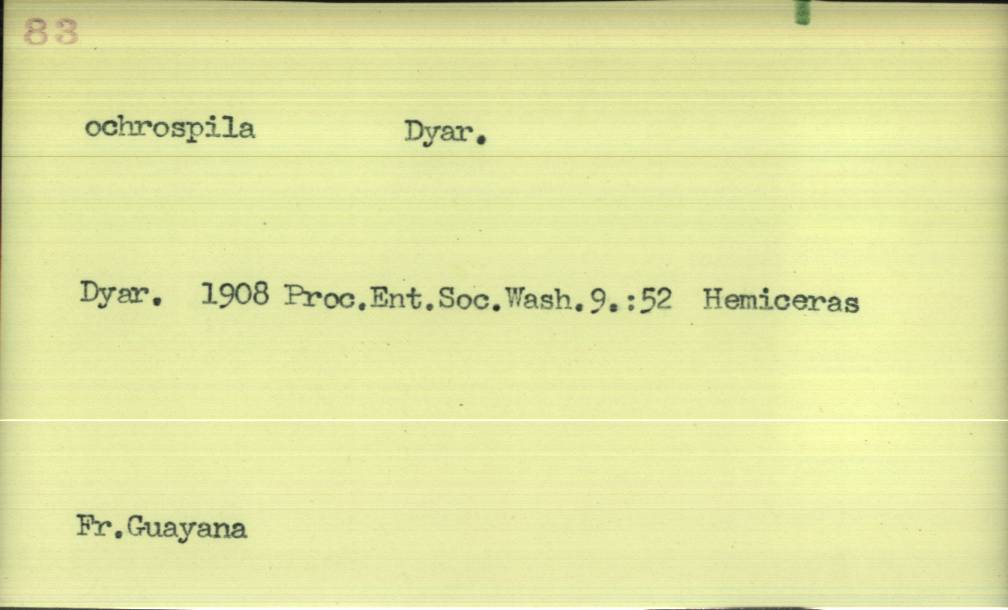 83
ochrospila Dyar.
Dyar. 1908 Proc.Ent.Soc.Wash.9.:52 Hemiceras
Fr.Guayana